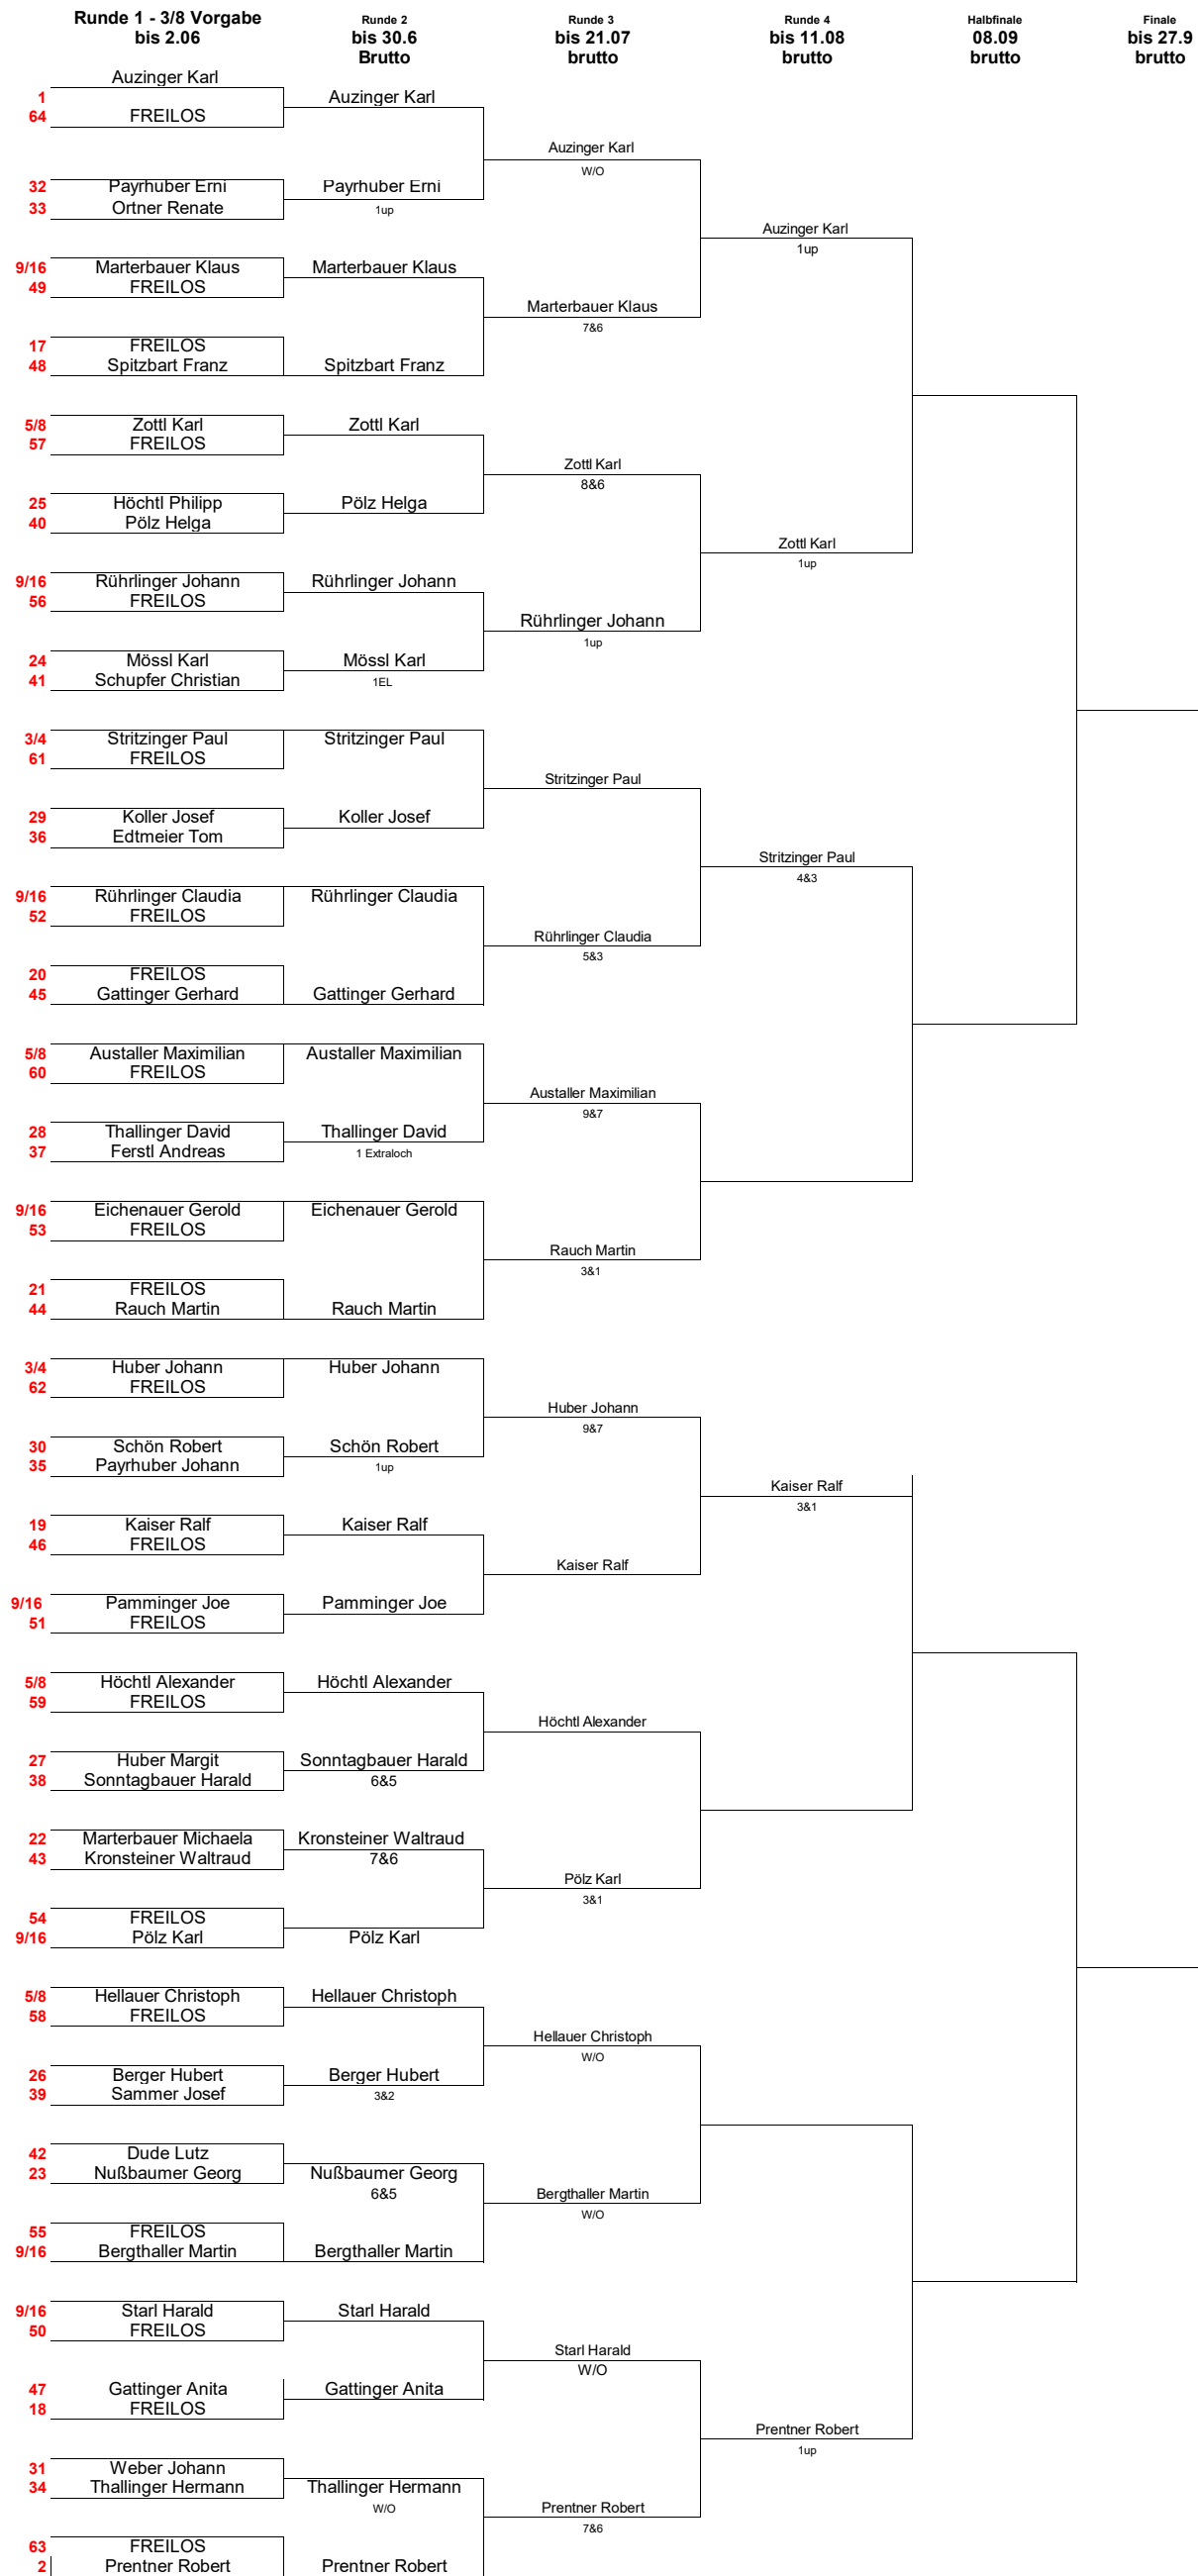 Runde 1 - 3/8 Vorgabe
bis 2.06
Runde 2
bis 30.6
Brutto
Runde 3
bis 21.07
brutto
Runde 4
bis 11.08
brutto
Halbfinale
08.09
brutto
Finale
bis 27.9
brutto
Auzinger Karl
1
64 FREILOS
32 Payrhuber Erni
33 Ortner Renate
9/16 Marterbauer Klaus
49 FREILOS
17 FREILOS
48 Spitzbart Franz
5/8 Zottl Karl
57 FREILOS
25 Höchtl Philipp
40 Pölz Helga
9/16 Rührlinger Johann
56 FREILOS
24 Mössl Karl
41 Schupfer Christian
3/4 Stritzinger Paul
61 FREILOS
29 Koller Josef
36 Edtmeier Tom
9/16 Rührlinger Claudia
52 FREILOS
20 FREILOS
45 Gattinger Gerhard
5/8 Austaller Maximilian
60 FREILOS
28 Thallinger David
37 Ferstl Andreas
9/16 Eichenauer Gerold
53 FREILOS
21 FREILOS
44 Rauch Martin
3/4 Huber Johann
62 FREILOS
30 Schön Robert
35 Payrhuber Johann
19 Kaiser Ralf
46 FREILOS
9/16 Pamminger Joe
51 FREILOS
5/8 Höchtl Alexander
59 FREILOS
27 Huber Margit
38 Sonntagbauer Harald
22 Marterbauer Michaela
43 Kronsteiner Waltraud
54 FREILOS
9/16 Pölz Karl
5/8 Hellauer Christoph
58 FREILOS
26 Berger Hubert
39 Sammer Josef
42 Dude Lutz
23 Nußbaumer Georg
55 FREILOS
9/16 Bergthaller Martin
9/16 Starl Harald
50 FREILOS
47 Gattinger Anita
18 FREILOS
31 Weber Johann
34 Thallinger Hermann
63 FREILOS
2 Prentner Robert
Auzinger Karl
Payrhuber Erni
1up
Marterbauer Klaus
Spitzbart Franz
Zottl Karl
Pölz Helga
Rührlinger Johann
Mössl Karl
1EL
Stritzinger Paul
Koller Josef
Rührlinger Claudia
Gattinger Gerhard
Austaller Maximilian
Thallinger David
1 Extraloch
Eichenauer Gerold
Rauch Martin
Huber Johann
Schön Robert
1up
Kaiser Ralf
Pamminger Joe
Höchtl Alexander
Sonntagbauer Harald
6&5
Kronsteiner Waltraud
7&6
Pölz Karl
Hellauer Christoph
Berger Hubert
3&2
Nußbaumer Georg
6&5
Bergthaller Martin
Starl Harald
Gattinger Anita
Thallinger Hermann
W/O
Prentner Robert
Auzinger Karl
W/O
Marterbauer Klaus
7&6
Zottl Karl
8&6
Rührlinger Johann
1up
Stritzinger Paul
Rührlinger Claudia
5&3
Austaller Maximilian
9&7
Rauch Martin
3&1
Huber Johann
9&7
Kaiser Ralf
Höchtl Alexander
Pölz Karl
3&1
Hellauer Christoph
W/O
Bergthaller Martin
W/O
Starl Harald
W/O
Prentner Robert
7&6
Auzinger Karl
1up
Zottl Karl
1up
Stritzinger Paul
4&3
Kaiser Ralf
3&1
Prentner Robert
1up